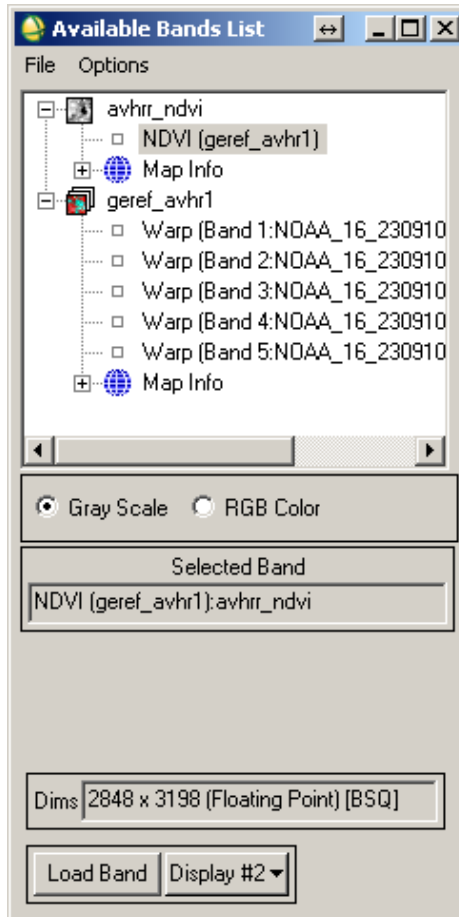 Available Bands List
File Options
avhrr_ndvi
NDVI (geref_avhr1)
Map Info
geref_avhr1
Warp (Band 1:NOAA_16_230910
Warp (Band 2:NOAA_16_230910
Warp (Band 3:NOAA_16_230910
Warp (Band 4:NOAA_16_230910
Warp (Band 5:NOAA_16_230910
Map Info
Gray Scale RGB Color
Selected Band
NDVI (geref_avhr1):avhrr_ndvi
Dims 2848 x 3198 (Floating Point) [BSQ]
Load Band Display #2